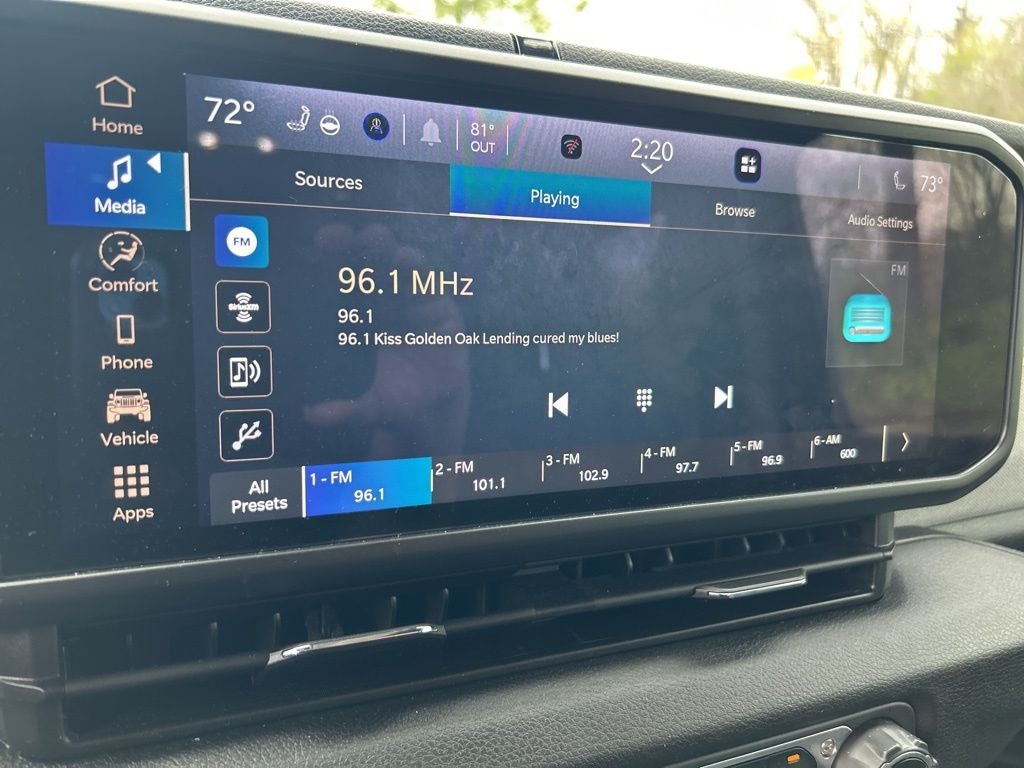 72°
81°
OUT
2:20
73°
Home
Media
Comfort
Phone
Vehicle
Apps
Sources
Playing
Browse
Audio Settings
FM
SiriusXM
96.1 MHz
96.1
96.1 Kiss Golden Oak Lending cured my blues!
FM
All
Presets
1 - FM
96.1
2 - FM
101.1
3 - FM
102.9
4 - FM
97.7
5 - FM
96.9
6 - AM
600